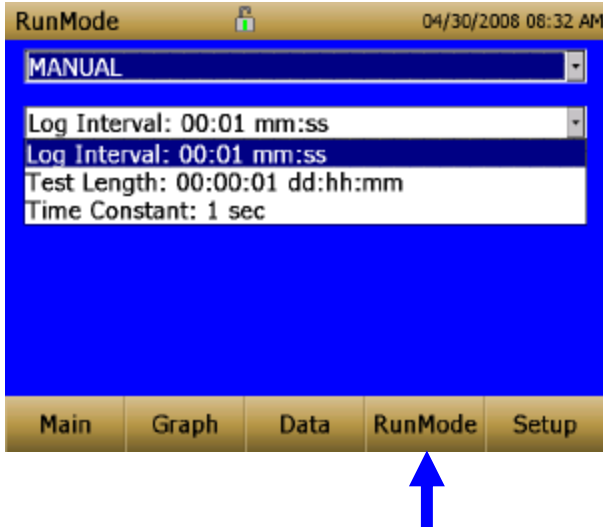 RunMode 04/30/2008 08:32 AM
MANUAL
Log Interval: 00:01 mm:ss
Log Interval: 00:01 mm:ss
Test Length: 00:00:01 dd:hh:mm
Time Constant: 1 sec
Main Graph Data RunMode Setup